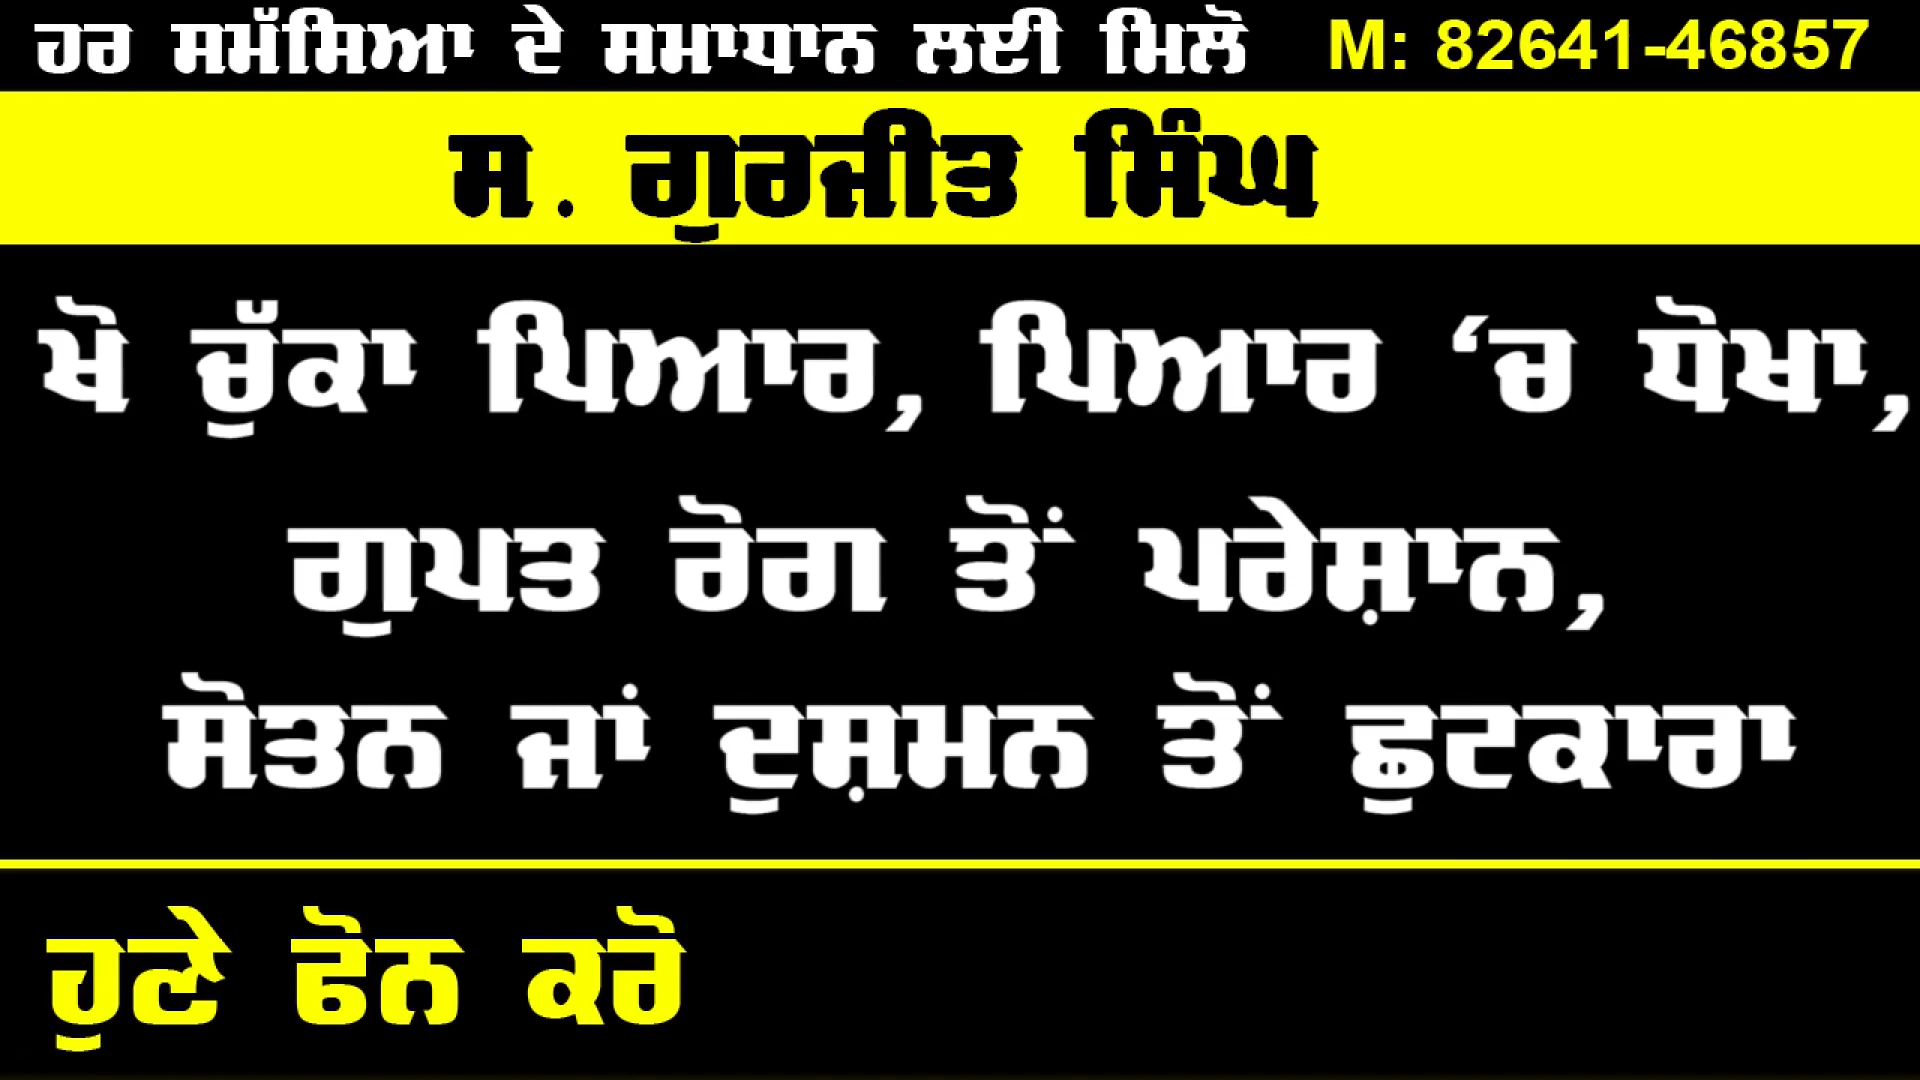 ਹਰ ਸਮੱਸਿਆ ਦੇ ਸਮਾਧਾਨ ਲਈ ਮਿਲੋ M: 82641-46857
ਸ. ਗੁਰਜੀਤ ਸਿੰਘ
ਖੋ ਚੁੱਕਾ ਪਿਆਰ, ਪਿਆਰ ‘ਚ ਧੋਖਾ,
ਗੁਪਤ ਰੋਗ ਤੋਂ ਪਰੇਸ਼ਾਨ,
ਸੋਤਨ ਜਾਂ ਦੁਸ਼ਮਨ ਤੋਂ ਛੁਟਕਾਰਾ
ਹੁਣੇ ਫੋਨ ਕਰੋ